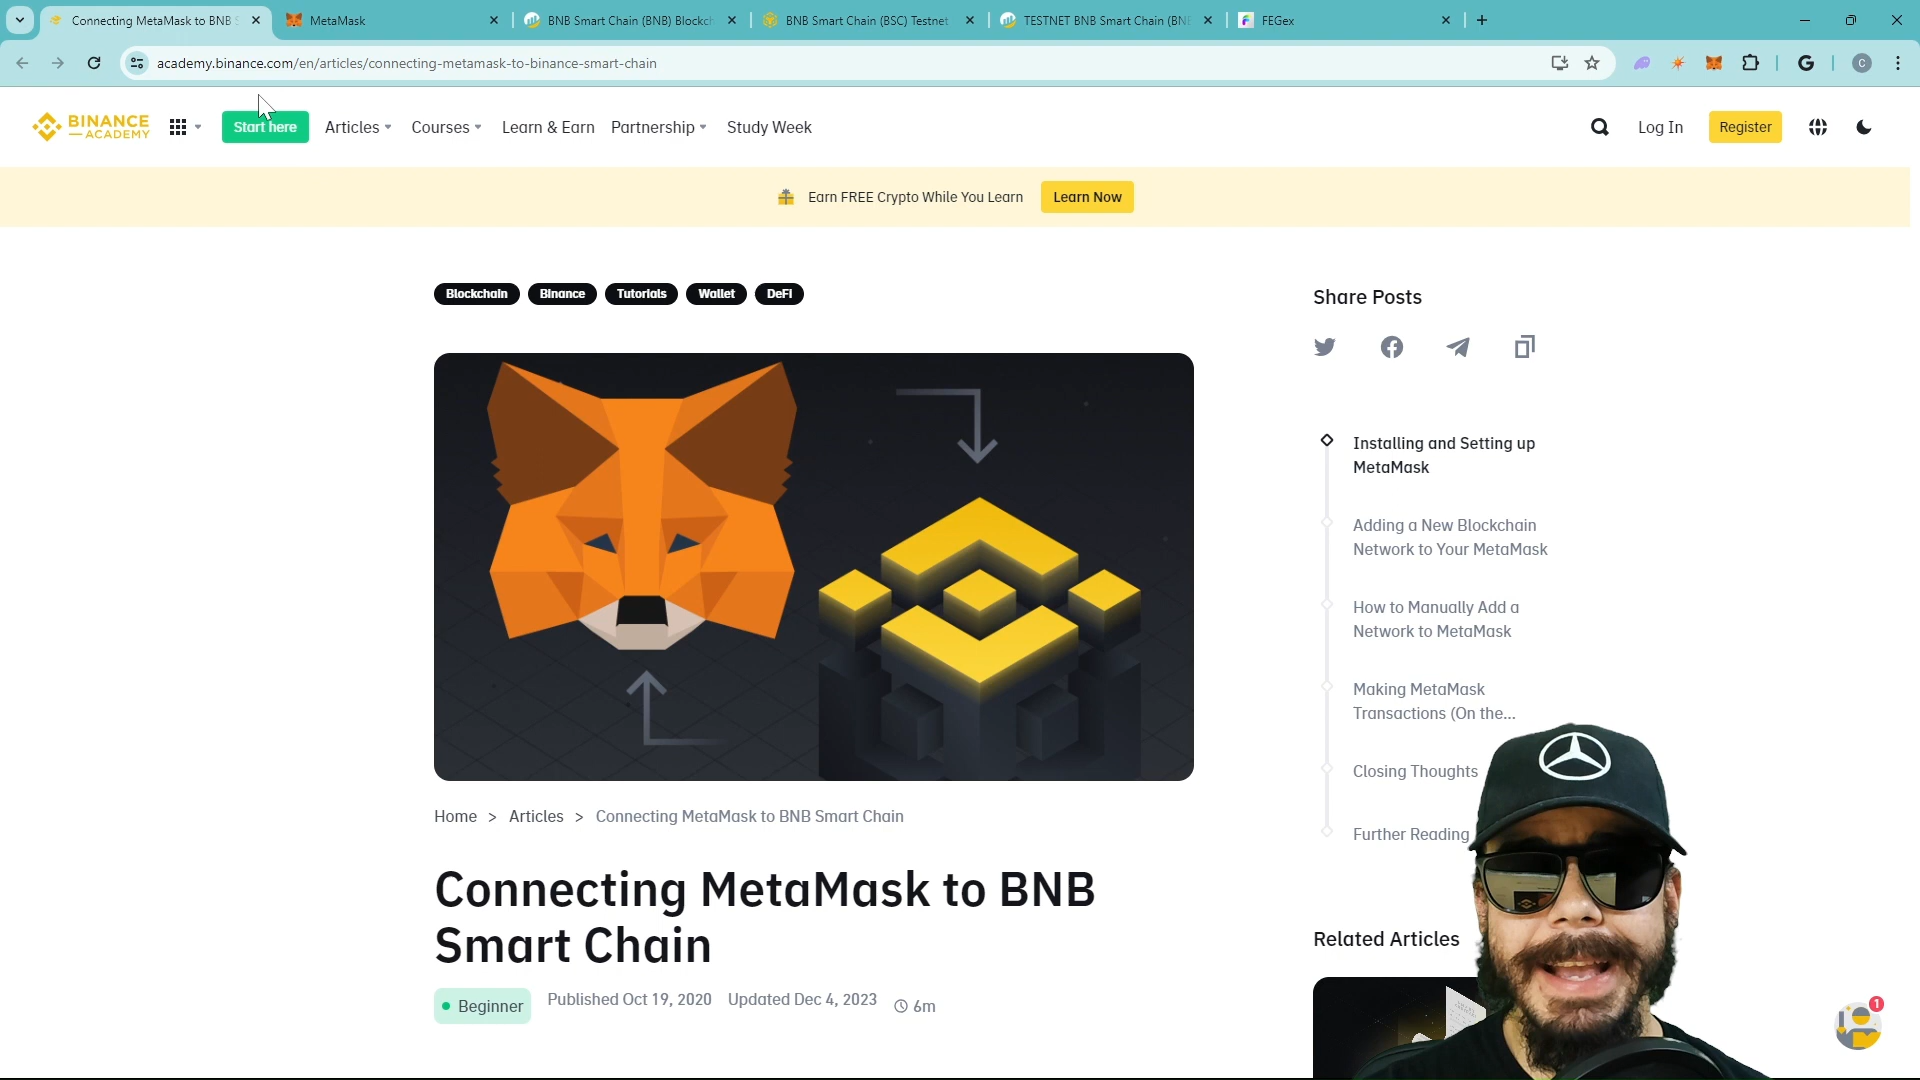 Connecting MetaMask to BNB S
MetaMask
BNB Smart Chain (BNB) Blockch
BNB Smart Chain (BSC) Testnet
TESTNET BNB Smart Chain (BNB
FEGex
academy.binance.com/en/articles/connecting-metamask-to-binance-smart-chain
G
C
BINANCE
ACADEMY
Start here
Articles
Courses
Learn & Earn
Partnership
Study Week
Log In
Register
Earn FREE Crypto While You Learn
Learn Now
Blockchain
Binance
Tutorials
Wallet
DeFi
Share Posts
Installing and Setting up
MetaMask
Adding a New Blockchain
Network to Your MetaMask
How to Manually Add a
Network to MetaMask
Making MetaMask
Transactions (On the...
Closing Thoughts
Further Reading
Home > Articles > Connecting MetaMask to BNB Smart Chain
Connecting MetaMask to BNB
Smart Chain
Beginner
Published Oct 19, 2020
Updated Dec 4, 2023
6m
Related Articles
1